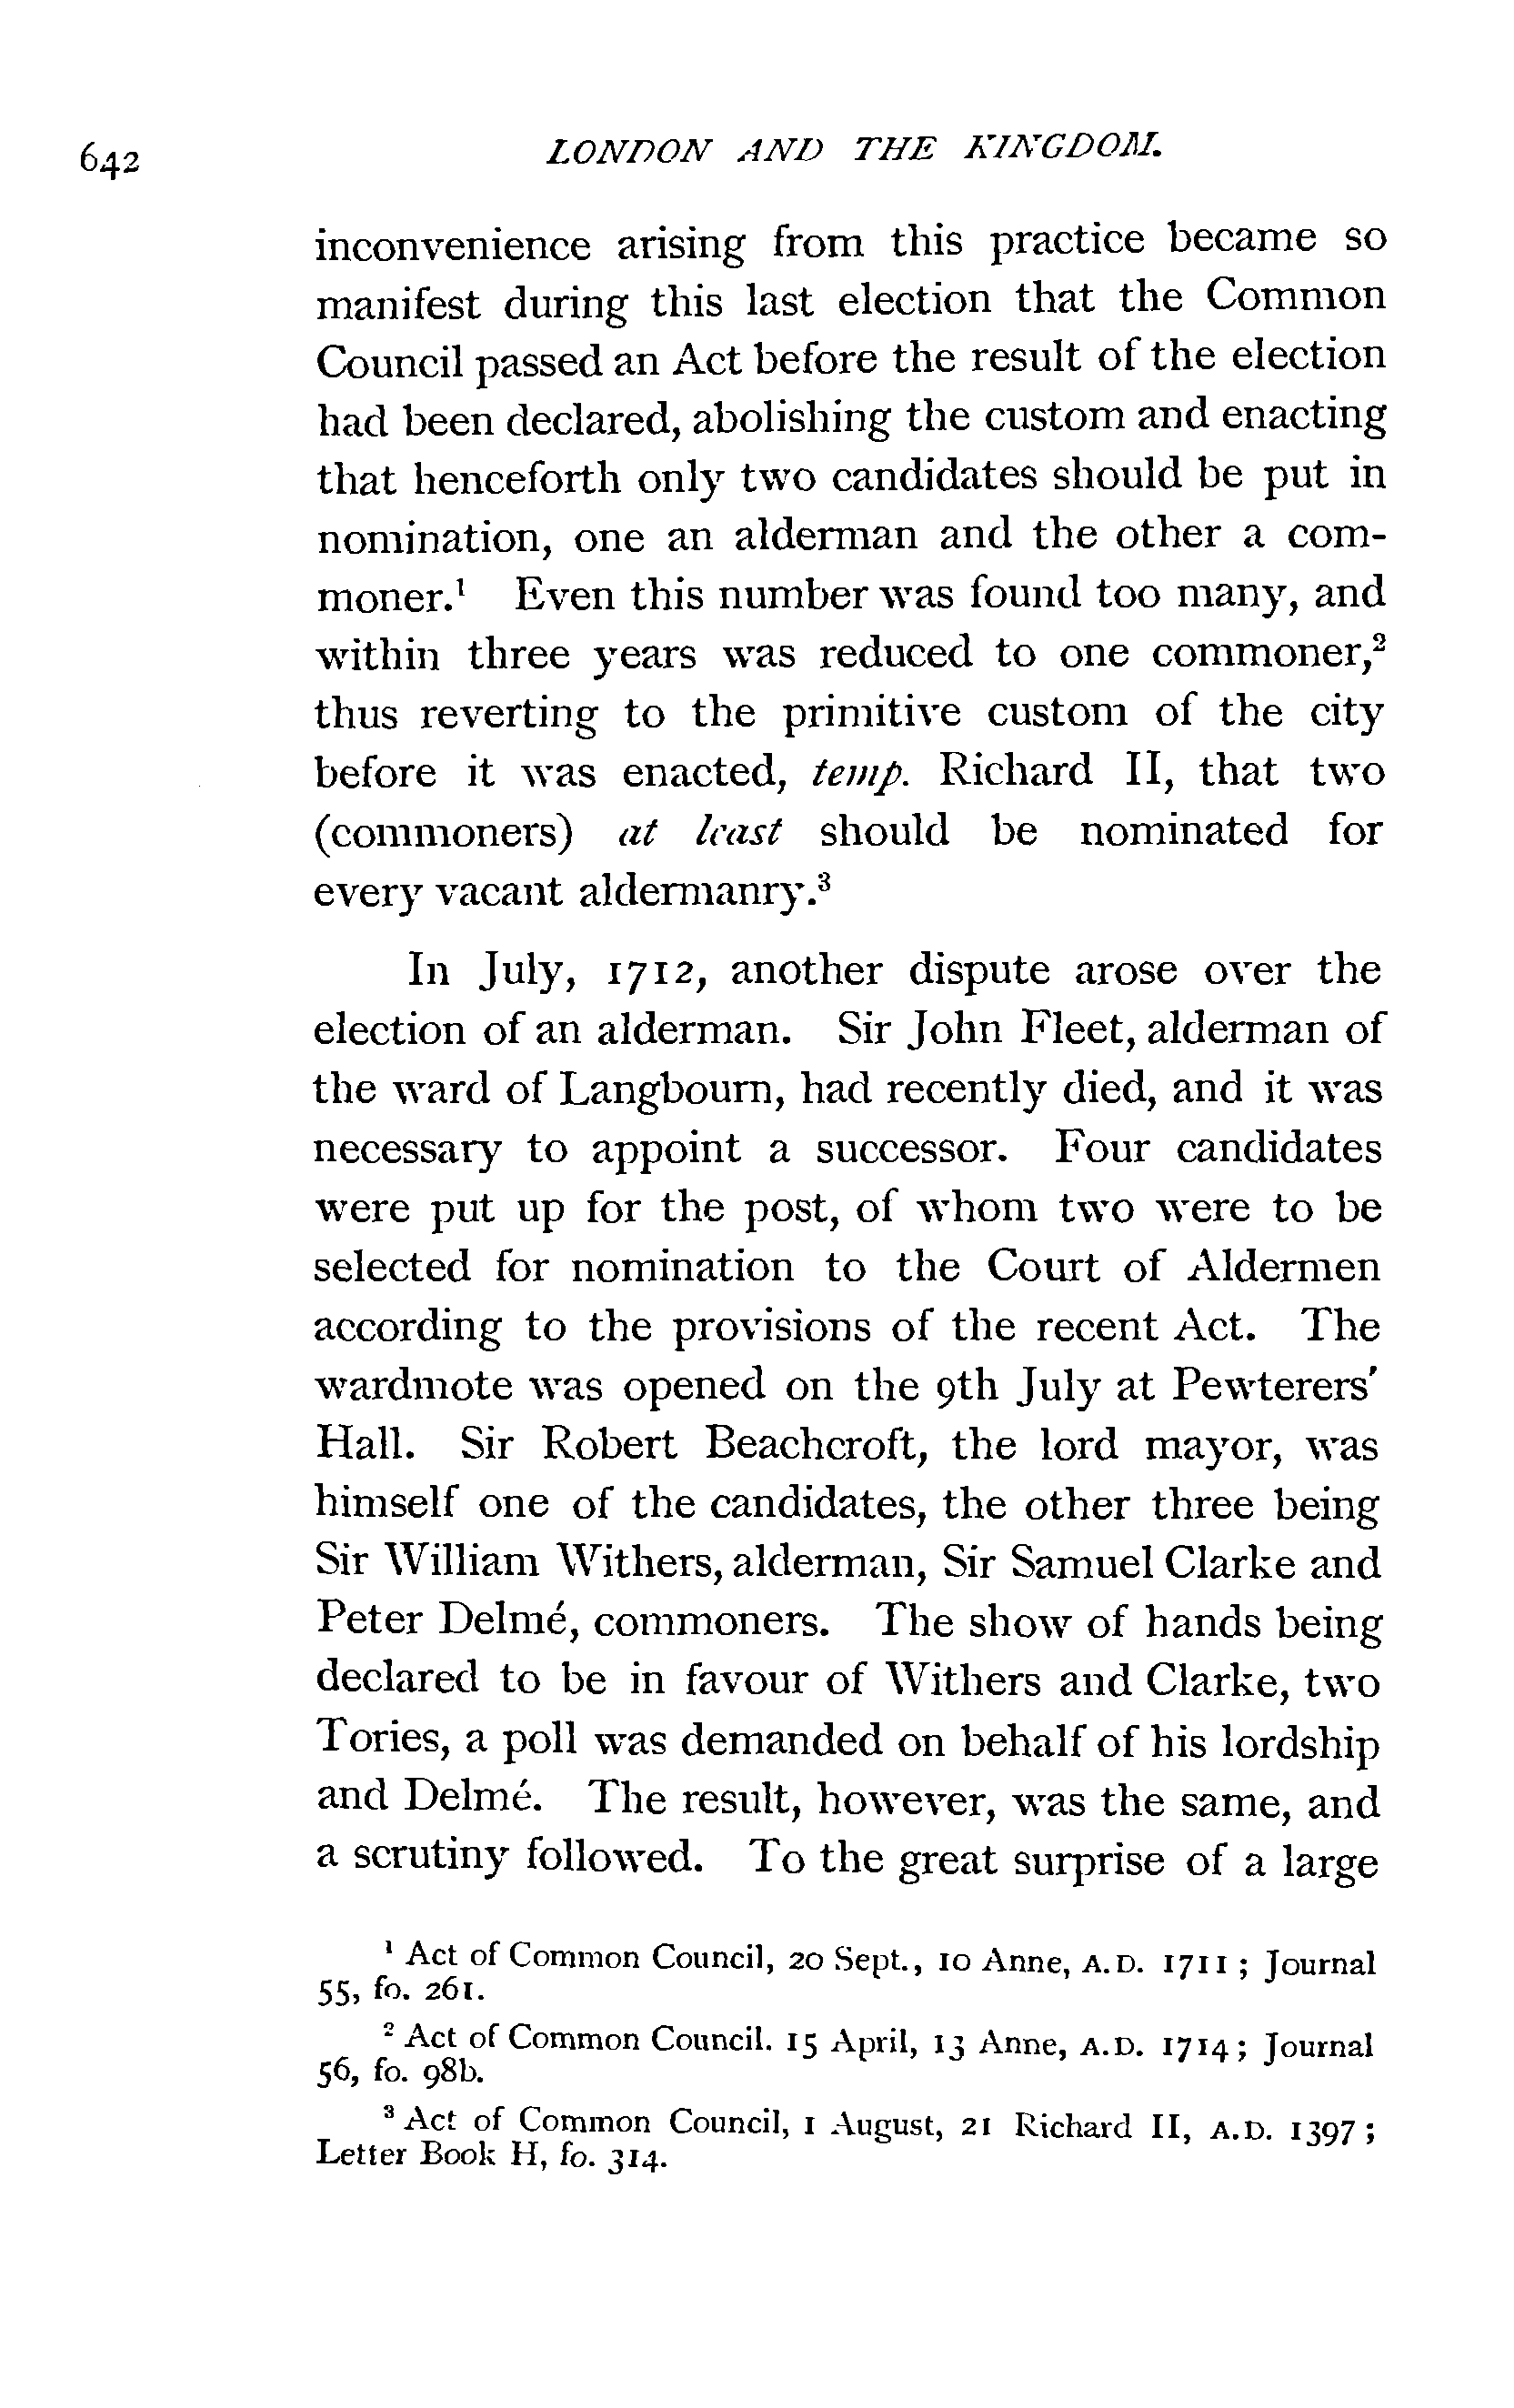 642 LONDON AND THE KINGDOM.
inconvenience arising from this practice became so
manifest during this last election that the Common
Council passed an Act before the result of the election
had been declared, abolishing the custom and enacting
that henceforth only two candidates should be put in
nomination, one an alderman and the other a com-
moner.¹ Even this number was found too many, and
within three years was reduced to one commoner,²
thus reverting to the primitive custom of the city
before it was enacted, temp. Richard II, that two
(commoners) at least should be nominated for
every vacant aldermanry.³
In July, 1712, another dispute arose over the
election of an alderman. Sir John Fleet, alderman of
the ward of Langbourn, had recently died, and it was
necessary to appoint a successor. Four candidates
were put up for the post, of whom two were to be
selected for nomination to the Court of Aldermen
according to the provisions of the recent Act. The
wardmote was opened on the 9th July at Pewterers'
Hall. Sir Robert Beachcroft, the lord mayor, was
himself one of the candidates, the other three being
Sir William Withers, alderman, Sir Samuel Clarke and
Peter Delmé, commoners. The show of hands being
declared to be in favour of Withers and Clarke, two
Tories, a poll was demanded on behalf of his lordship
and Delmé. The result, however, was the same, and
a scrutiny followed. To the great surprise of a large
¹ Act of Common Council, 20 Sept., 10 Anne, A.D. 1711; Journal
55, fo. 261.
² Act of Common Council. 15 April, 13 Anne, A.D. 1714; Journal
56, fo. 98b.
³ Act of Common Council, 1 August, 21 Richard II, A.D. 1397;
Letter Book H, fo. 314.